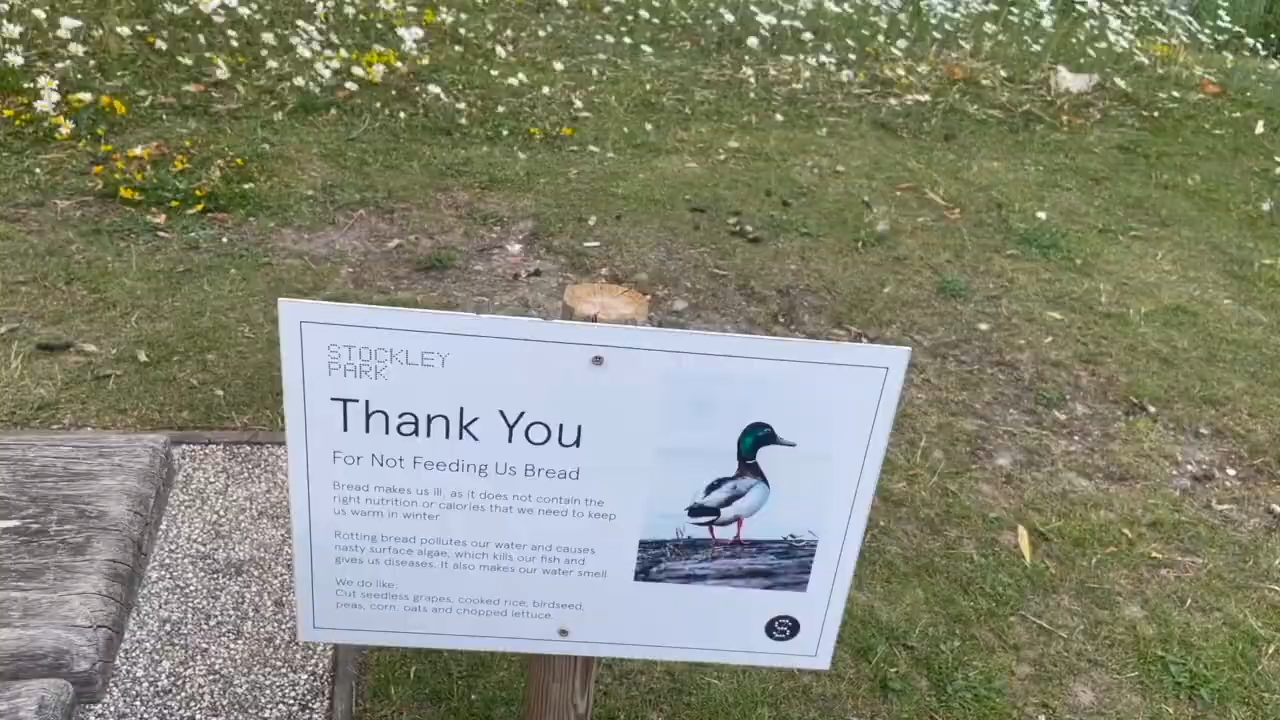 STOCKLEY
PARK
Thank You
For Not Feeding Us Bread
Bread makes us ill, as it does not contain the
right nutrition or calories that we need to keep
us warm in winter
Rotting bread pollutes our water and causes
nasty surface algae, which kills our fish and
gives us diseases. It also makes our water smell
We do like:
Cut seedless grapes, cooked rice, birdseed,
peas, corn, oats and chopped lettuce.
S